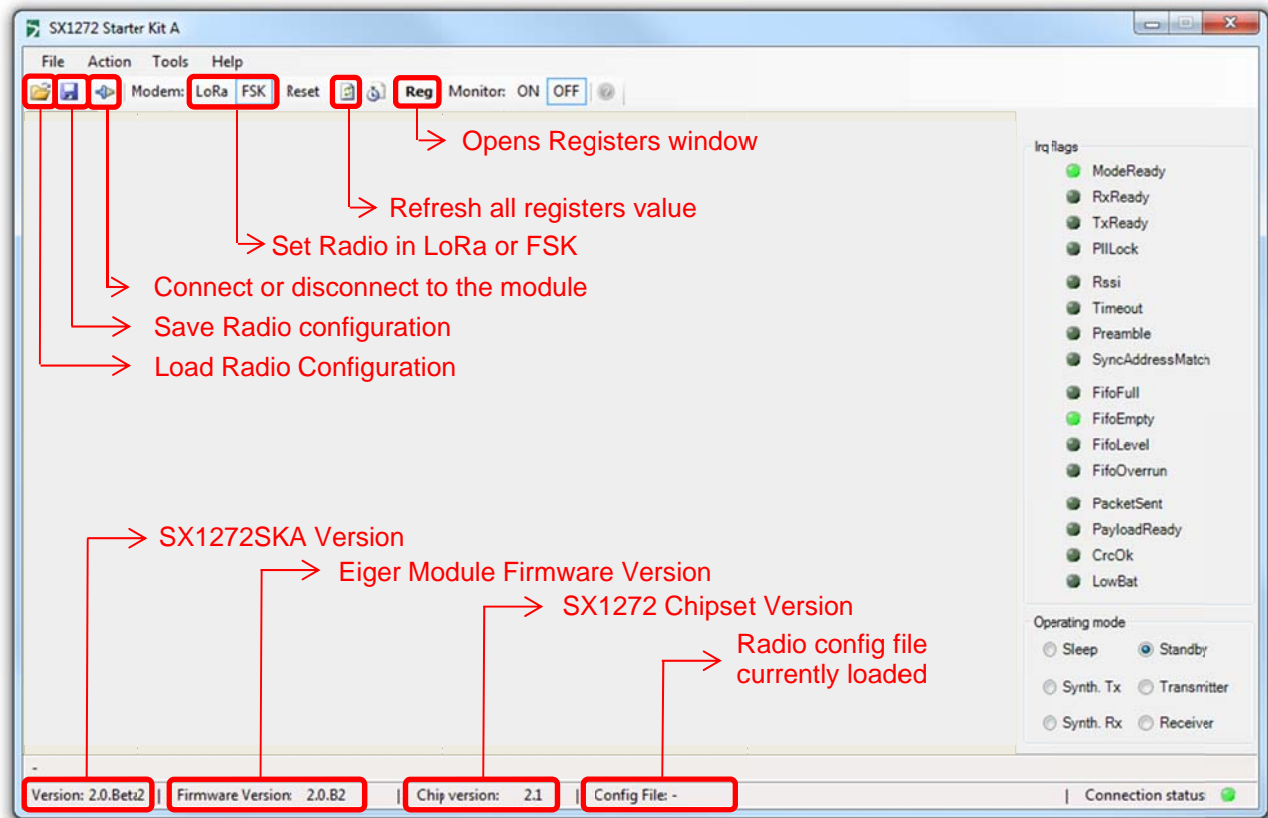 SX1272 Starter Kit A
File Action Tools Help
Modem: LoRa FSK Reset Reg Monitor: ON OFF
Opens Registers window
Refresh all registers value
Set Radio in LoRa or FSK
Connect or disconnect to the module
Save Radio configuration
Load Radio Configuration
SX1272SKA Version
Eiger Module Firmware Version
SX1272 Chipset Version
Radio config file
currently loaded
Irq flags
ModeReady
RxReady
TxReady
PllLock
Rssi
Timeout
Preamble
SyncAddressMatch
FifoFull
FifoEmpty
FifoLevel
FifoOverrun
PacketSent
PayloadReady
CrcOk
LowBat
Operating mode
Sleep Standby
Synth. Tx Transmitter
Synth. Rx Receiver
-
Version: 2.0.Beta2 | Firmware Version: 2.0.B2 | Chip version: 2.1 | Config File: - | Connection status